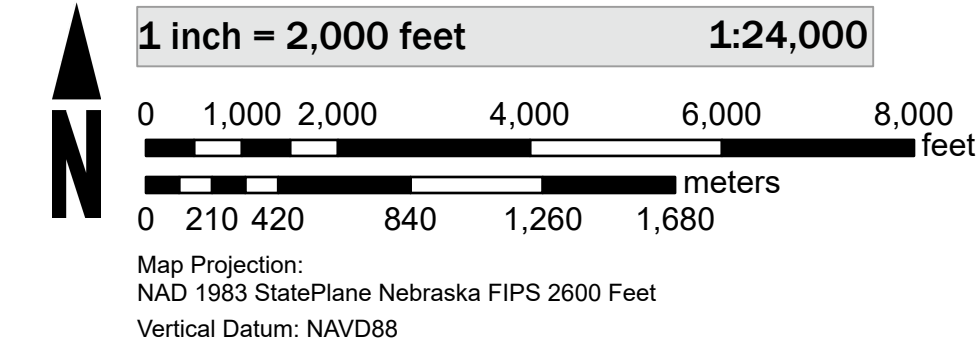 1 inch = 2,000 feet 1:24,000
0 1,000 2,000 4,000 6,000 8,000
feet
meters
0 210 420 840 1,260 1,680
N
Map Projection:
NAD 1983 StatePlane Nebraska FIPS 2600 Feet
Vertical Datum: NAVD88